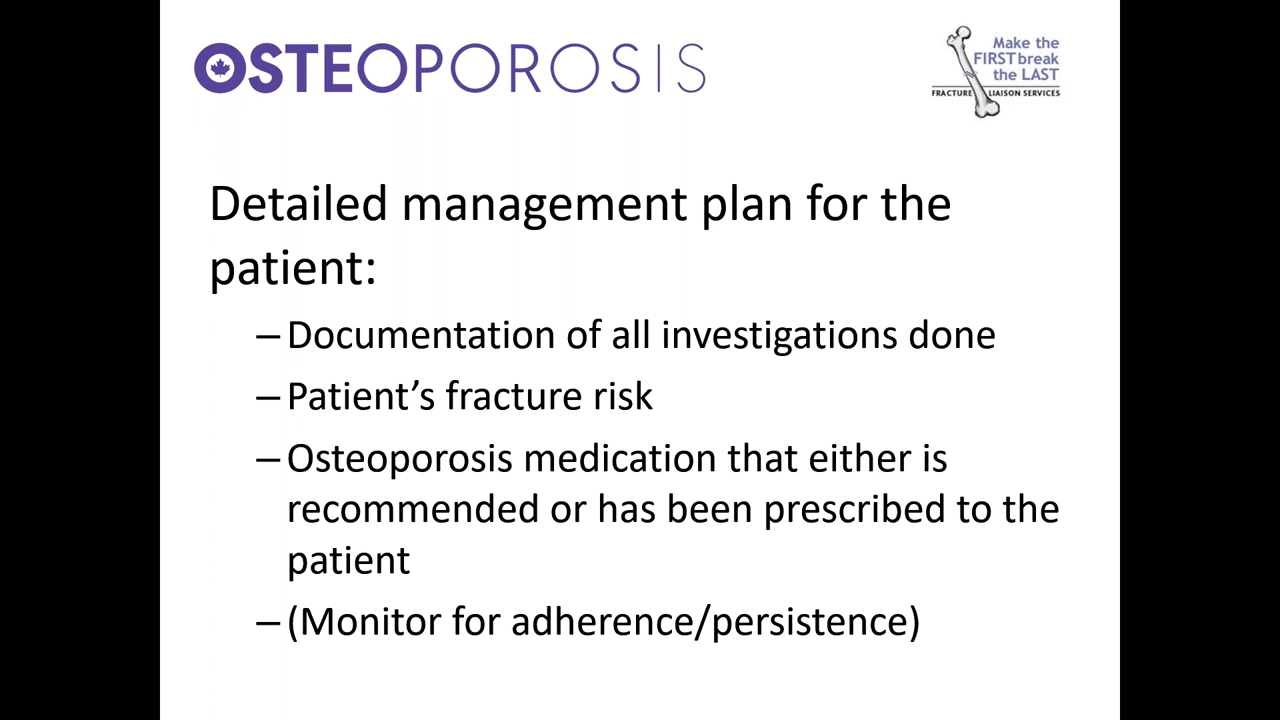 OSTEOPOROSIS
Make the
FIRST break
the LAST
FRACTURE LIAISON SERVICES
Detailed management plan for the
patient:
– Documentation of all investigations done
– Patient’s fracture risk
– Osteoporosis medication that either is
recommended or has been prescribed to the
patient
– (Monitor for adherence/persistence)